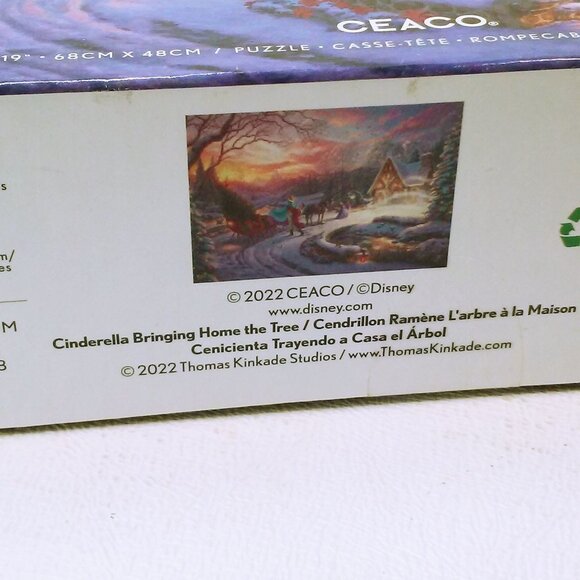 CEACO®
19" • 68CM X 48CM / PUZZLE • CASSE-TÊTE • ROMPECAB
© 2022 CEACO / ©Disney
www.disney.com
Cinderella Bringing Home the Tree / Cendrillon Ramène L'arbre à la Maison
Cenicienta Trayendo a Casa el Árbol
© 2022 Thomas Kinkade Studios / www.ThomasKinkade.com